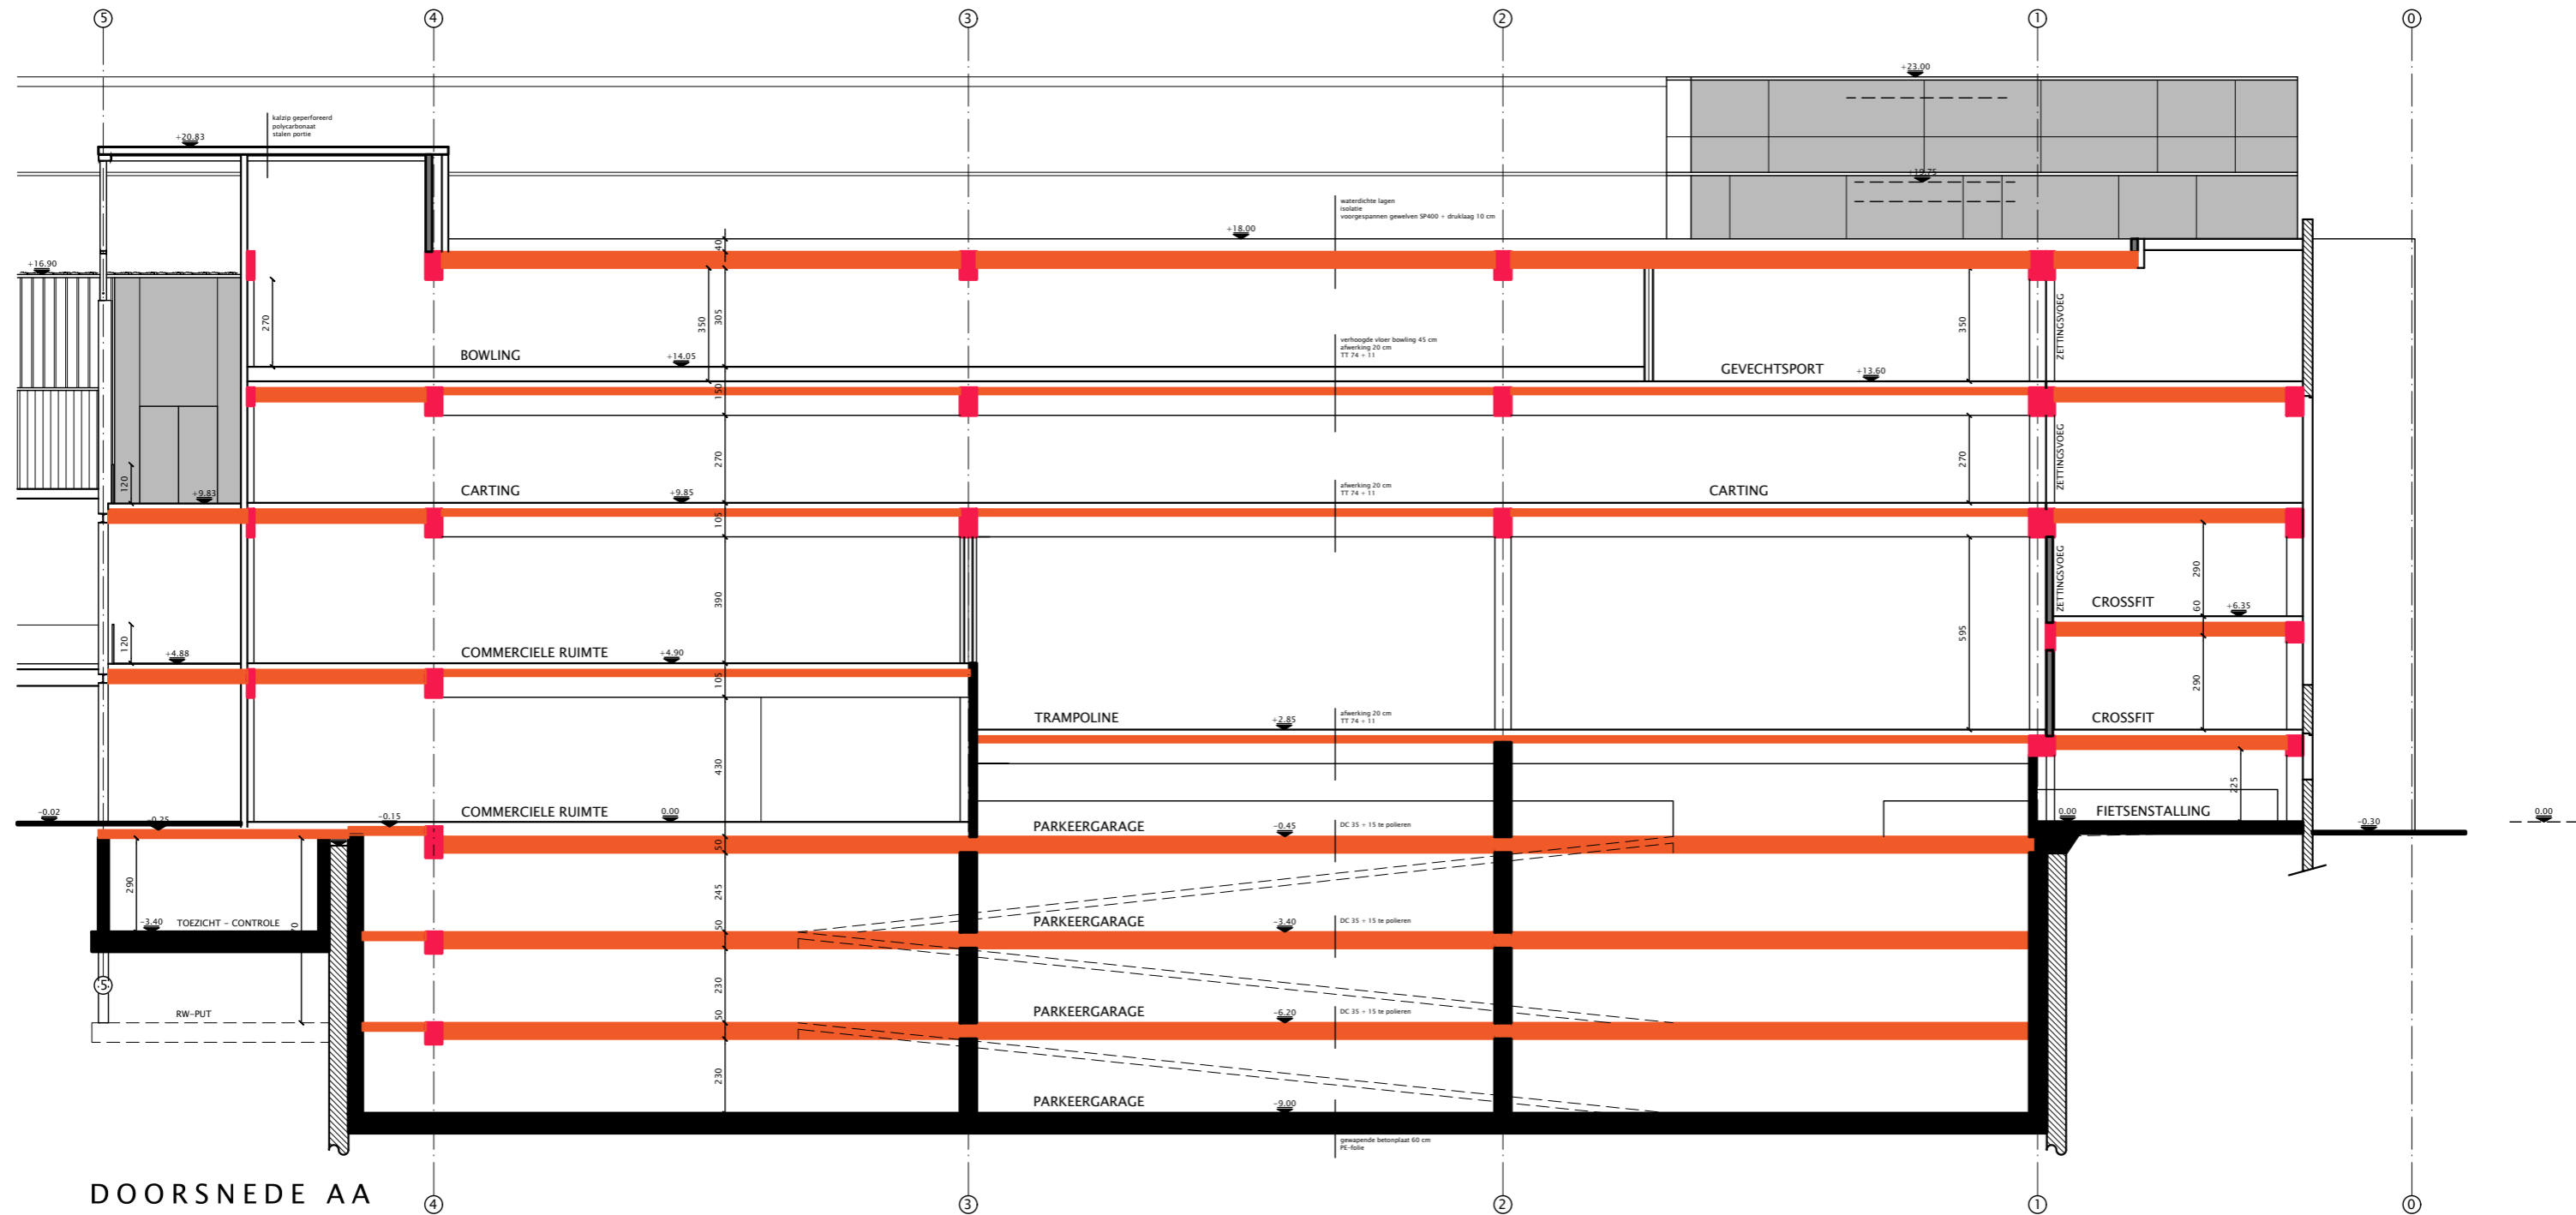 5
4
3
2
1
0
+23.00
kalzip geperforeerd
polycarbonaat
stalen portie
+20.83
+19.75
waterdichte lagen
isolatie
voorgespannen gewelven SP400 + druklaag 10 cm
+18.00
40
+16.90
270
350
305
350
ZETTINGSVOEG
verhoogde vloer bowling 45 cm
afwerking 20 cm
TT 74 + 11
BOWLING
+14.05
GEVECHTSPORT
+13.60
150
270
270
ZETTINGSVOEG
120
+9.83
CARTING
+9.85
afwerking 20 cm
TT 74 + 11
CARTING
105
ZETTINGSVOEG
290
390
595
CROSSFIT
60
+6.35
120
+4.88
COMMERCIELE RUIMTE
+4.90
105
290
TRAMPOLINE
+2.85
afwerking 20 cm
TT 74 + 11
CROSSFIT
430
225
-0.02
-0.25
-0.15
COMMERCIELE RUIMTE
0.00
PARKEERGARAGE
-0.45
DC 35 + 15 te polieren
0.00
FIETSENSTALLING
-0.30
0.00
50
290
245
-3.40
TOEZICHT - CONTROLE
50
PARKEERGARAGE
-3.40
DC 35 + 15 te polieren
230
5
RW-PUT
50
PARKEERGARAGE
-6.20
DC 35 + 15 te polieren
230
PARKEERGARAGE
-9.00
gewapende betonplaat 60 cm
PE-folie
DOORSNEDE AA
4
3
2
1
0